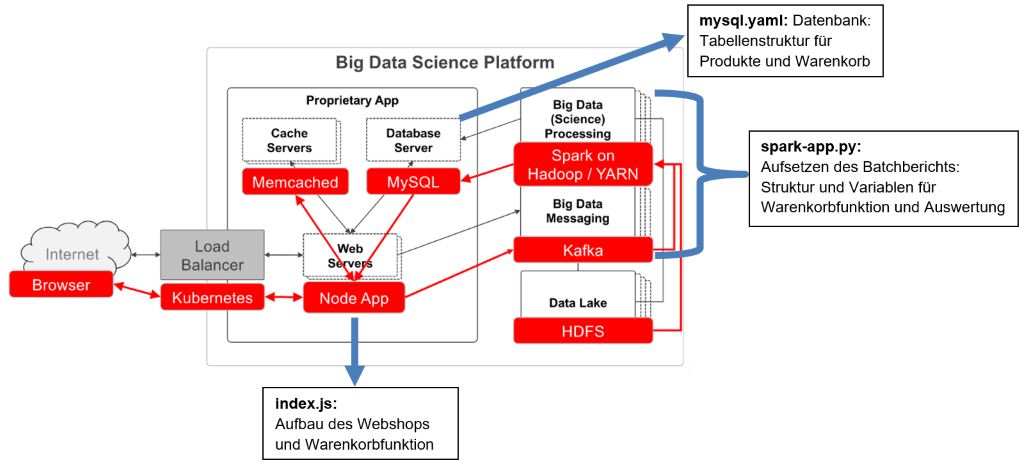 mysql.yaml: Datenbank:
Tabellenstruktur für
Produkte und Warenkorb
Big Data Science Platform
Proprietary App
Cache
Servers
Memcached
Database
Server
MySQL
Big Data
(Science)
Processing
Spark on
Hadoop / YARN
spark-app.py:
Aufsetzen des Batchberichts:
Struktur und Variablen für
Warenkorbfunktion und Auswertung
Big Data
Messaging
Kafka
Internet
Browser
Load
Balancer
Kubernetes
Web
Servers
Node App
Data Lake
HDFS
index.js:
Aufbau des Webshops
und Warenkorbfunktion